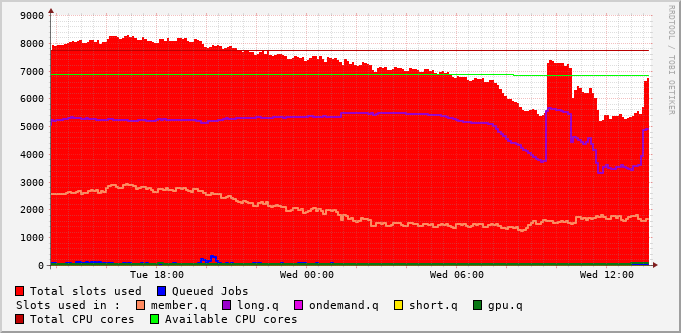 RRDTOOL / TOBI OETIKER
9000
8000
7000
6000
5000
4000
3000
2000
1000
0
Tue 18:00 Wed 00:00 Wed 06:00 Wed 12:00
Total slots used Queued Jobs
Slots used in : member.q long.q ondemand.q short.q gpu.q
Total CPU cores Available CPU cores